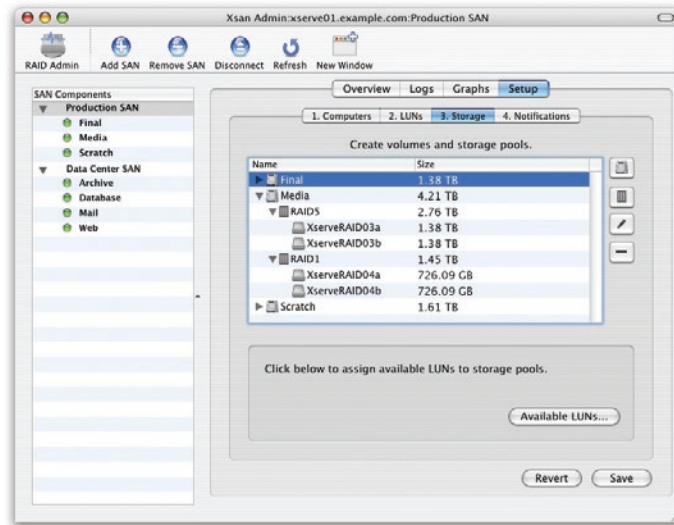 Xsan Admin:xserve01.example.com:Production SAN
RAID Admin Add SAN Remove SAN Disconnect Refresh New Window
SAN Components
Production SAN
Final
Media
Scratch
Data Center SAN
Archive
Database
Mail
Web
Overview Logs Graphs Setup
1. Computers 2. LUNs 3. Storage 4. Notifications
Create volumes and storage pools.
Name Size
Final 1.38 TB
Media 4.21 TB
RAID5 2.76 TB
XserveRAID03a 1.38 TB
XserveRAID03b 1.38 TB
RAID1 1.45 TB
XserveRAID04a 726.09 GB
XserveRAID04b 726.09 GB
Scratch 1.61 TB
Click below to assign available LUNs to storage pools.
Available LUNs...
Revert Save